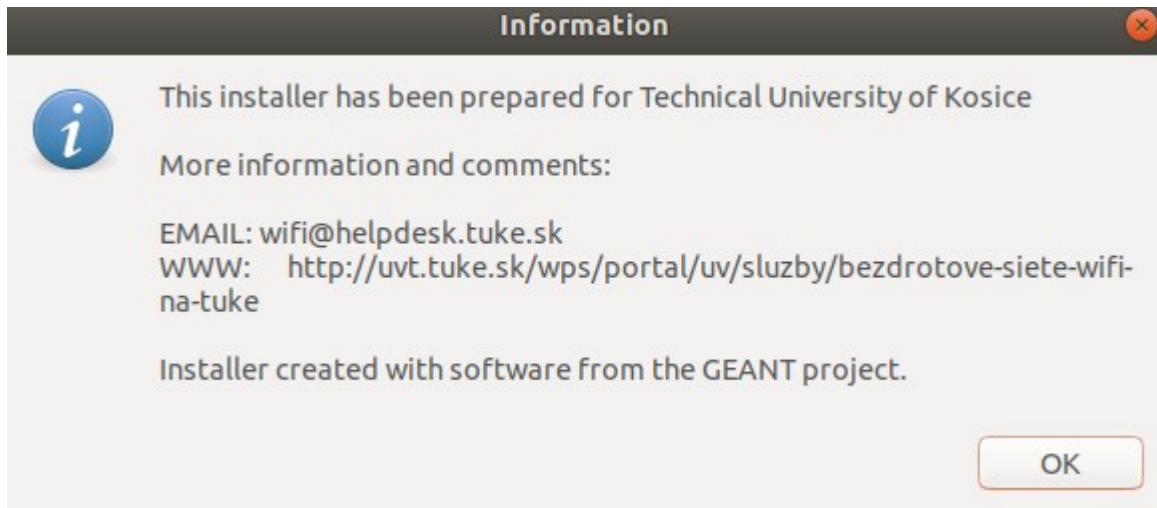 Information
This installer has been prepared for Technical University of Kosice
More information and comments:
EMAIL: wifi@helpdesk.tuke.sk
WWW: http://uvt.tuke.sk/wps/portal/uv/sluzby/bezdrotove-siete-wifi-
na-tuke
Installer created with software from the GEANT project.
OK